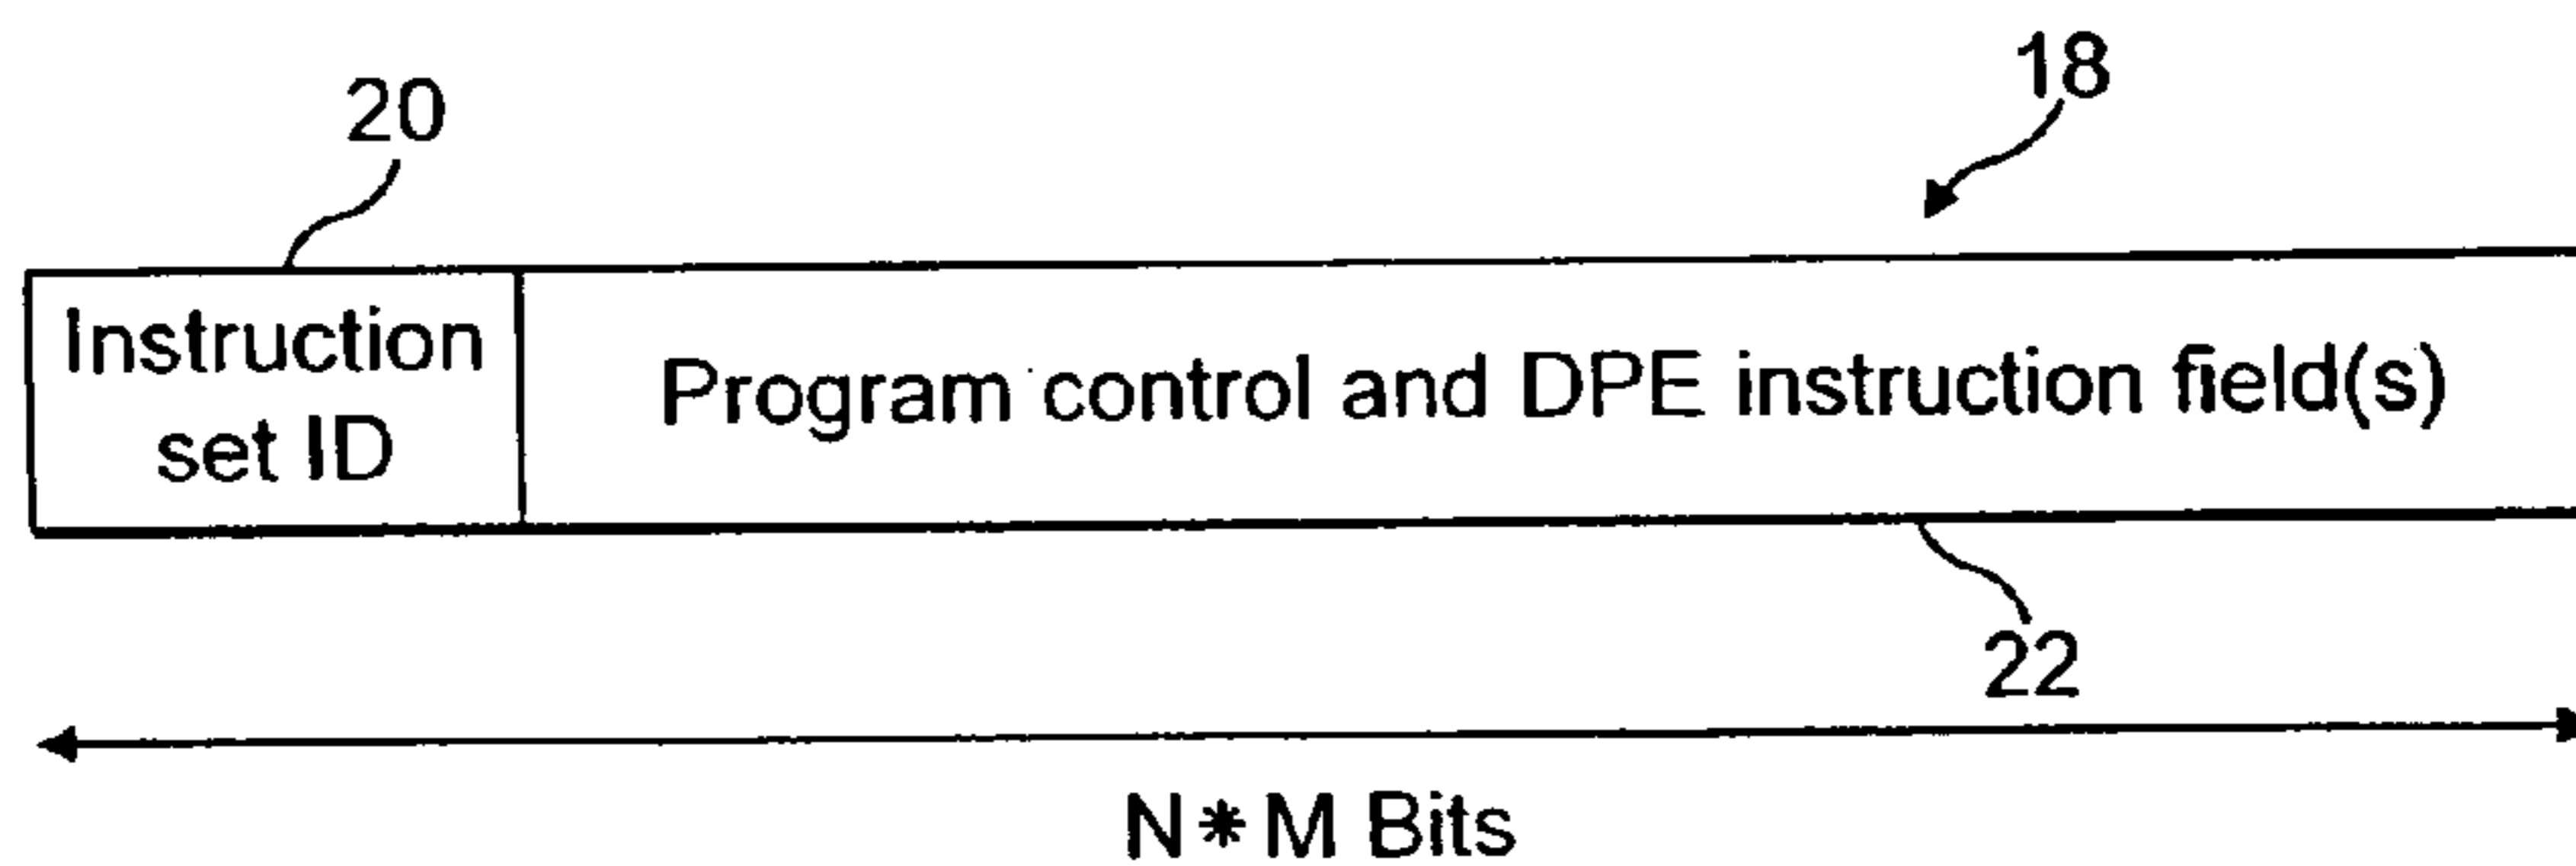 20
18
Instruction
set ID
Program control and DPE instruction field(s)
22
N*M Bits